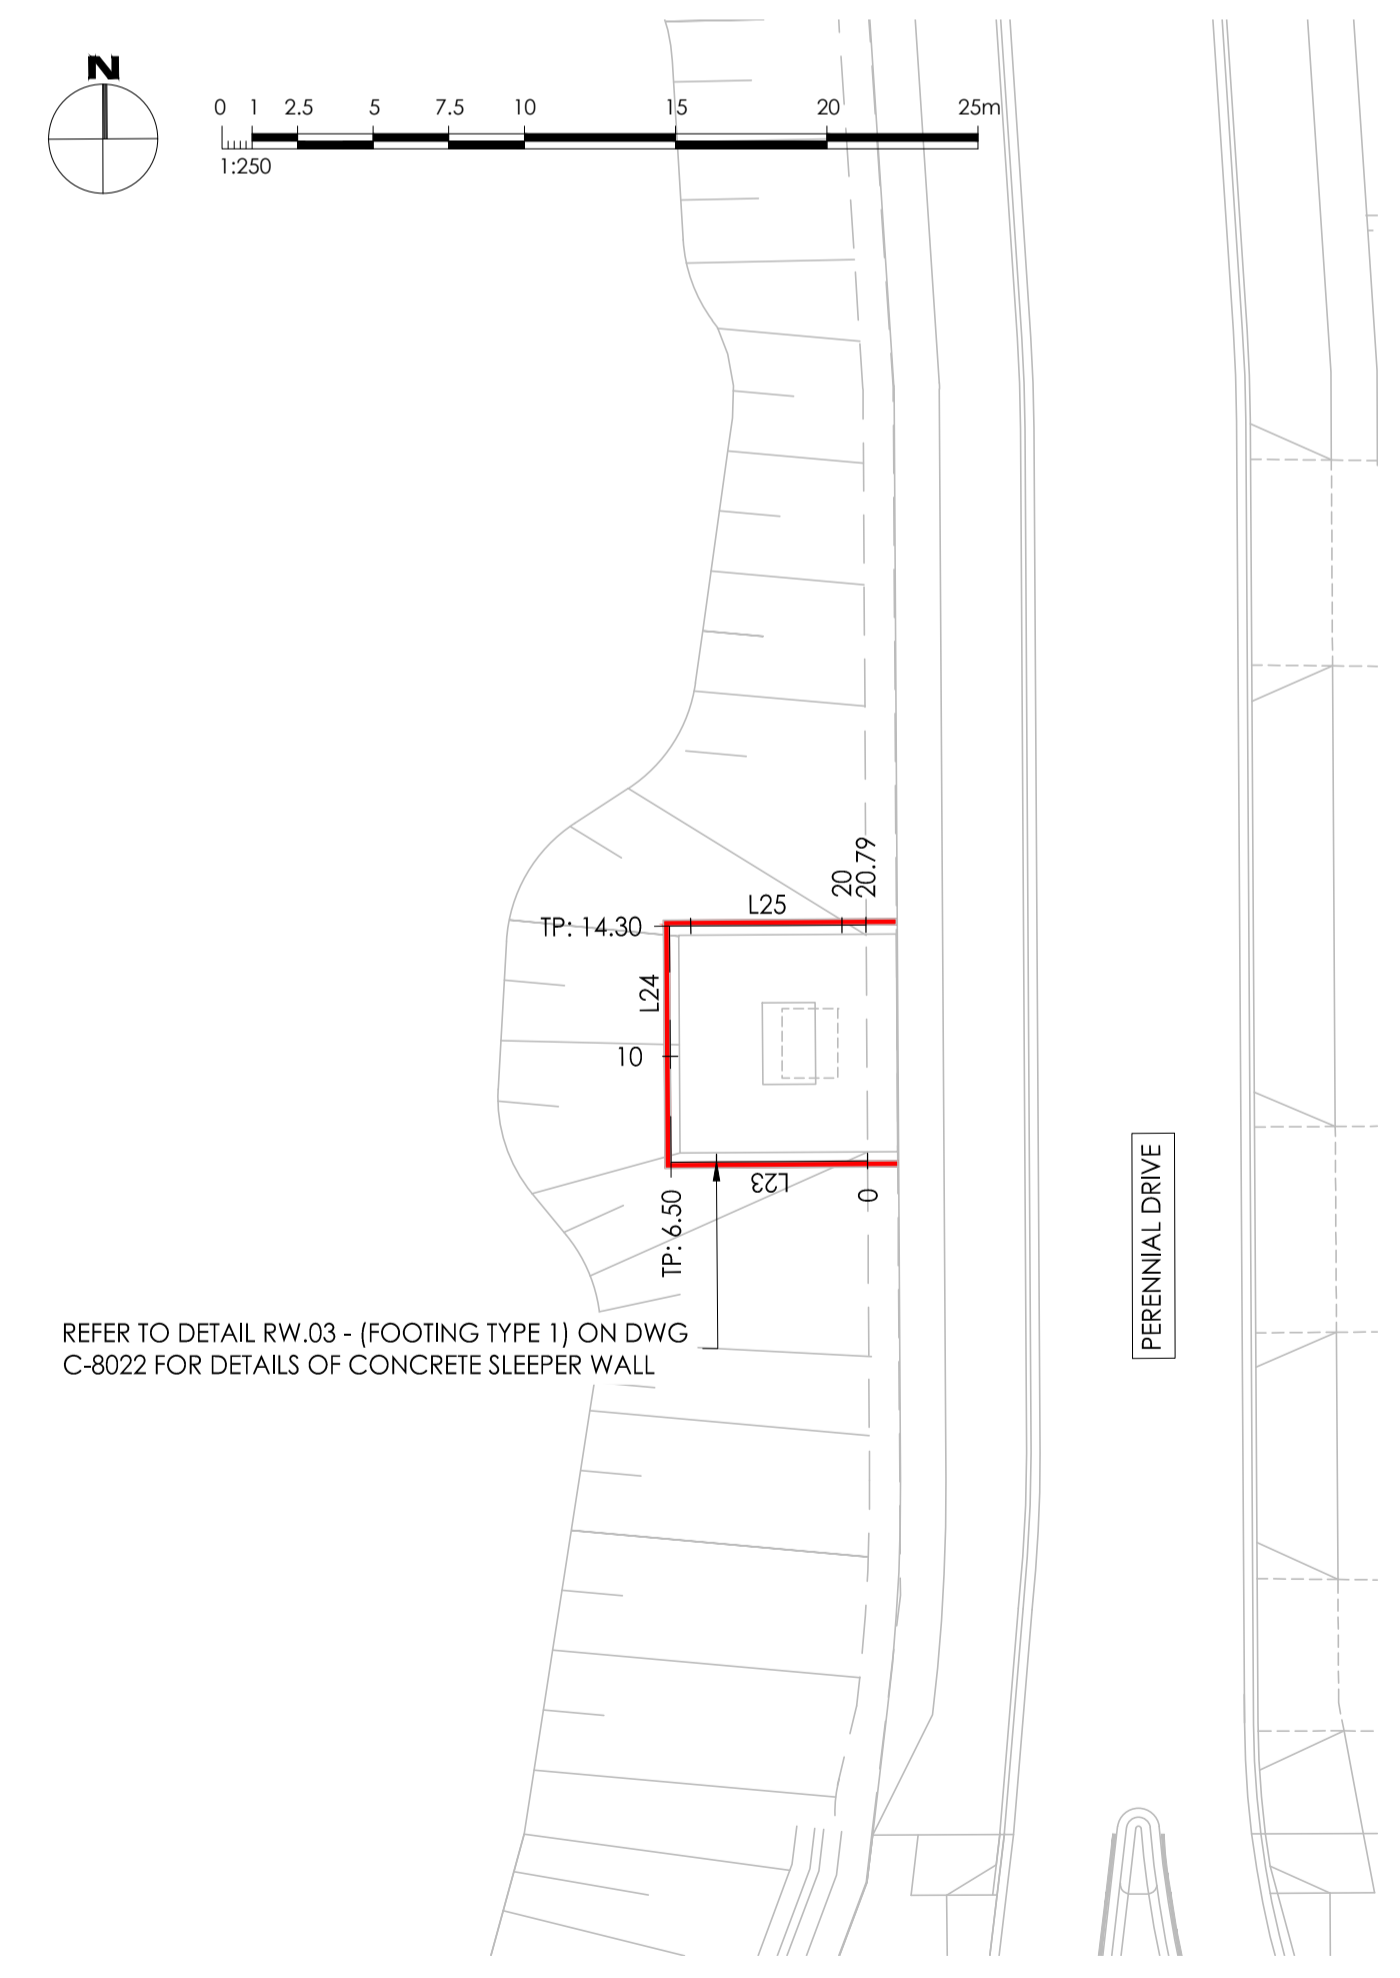 N
0 1 2.5 5 7.5 10 15 20 25m
1:250
20
20.79
L25
TP: 14.30
L24
10
L23
0
TP: 6.50
PERENNIAL DRIVE
REFER TO DETAIL RW.03 - (FOOTING TYPE 1) ON DWG
C-8022 FOR DETAILS OF CONCRETE SLEEPER WALL